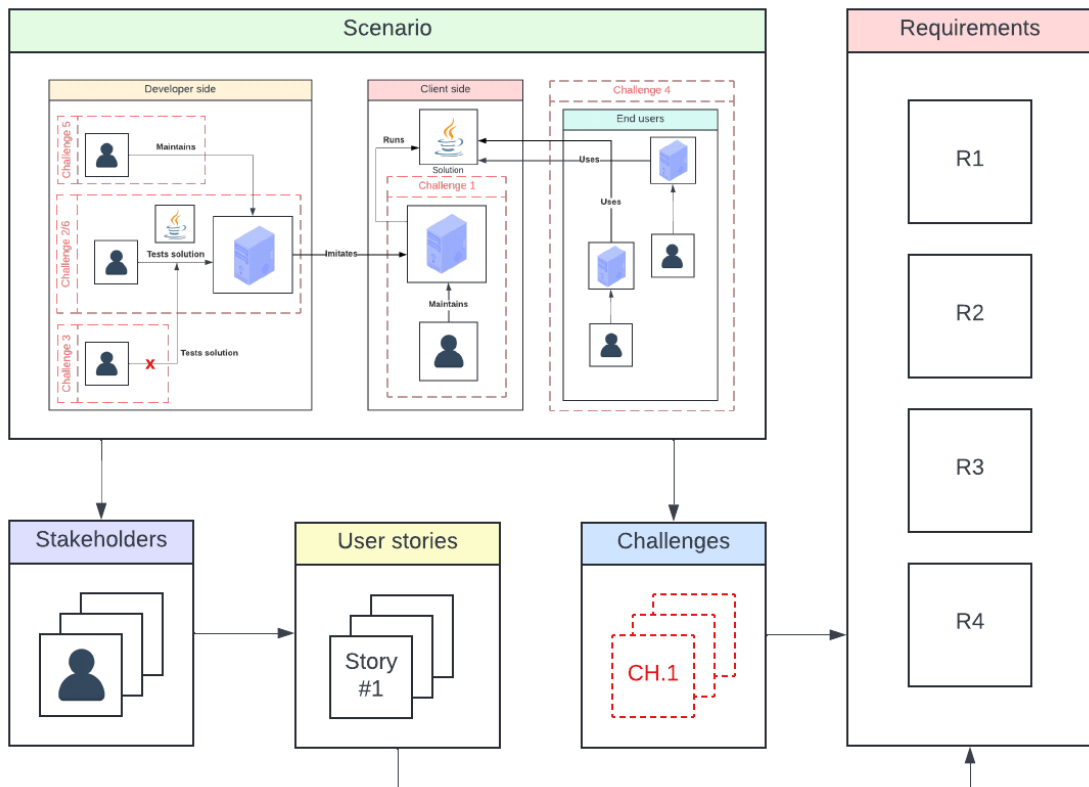 Scenario
Requirements
Developer side
Client side
Challenge 4
End users
Challenge 5
Maintains
Runs
Solution
Uses
Challenge 1
Challenge 2/6
Tests solution
Imitates
Uses
Maintains
Challenge 3
X
Tests solution
R1
R2
R3
R4
Stakeholders
User stories
Challenges
Story
#1
CH.1